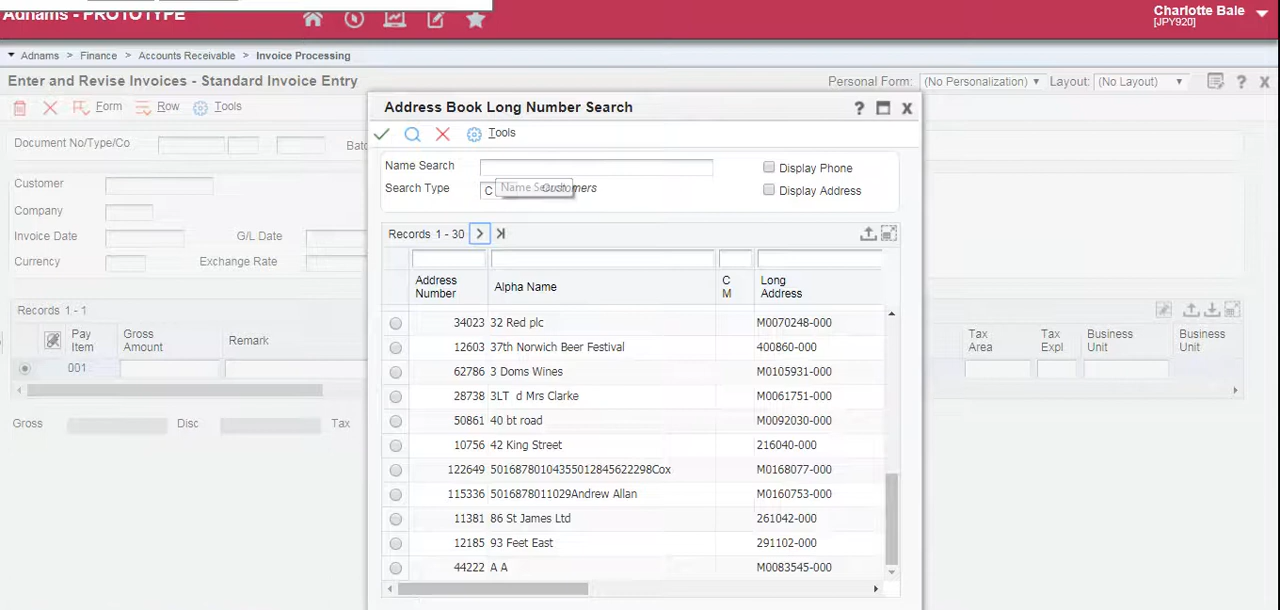 Adnams - PROTOTYPE
Charlotte Bale
[JPY920]
Adnams > Finance > Accounts Receivable > Invoice Processing
Enter and Revise Invoices - Standard Invoice Entry
Personal Form: (No Personalization) Layout: (No Layout)
Form Row Tools
Document No/Type/Co
Customer
Company
Invoice Date G/L Date
Currency Exchange Rate
Records 1 - 1
Pay Item Gross Amount Remark
001
Gross Disc Tax
Tax Area Tax Expl Business Unit Business Unit
Address Book Long Number Search
Tools
Name Search
Display Phone
Search Type C Name Search
Display Address
Records 1 - 30
Address Number Alpha Name C M Long Address
34023 32 Red plc M0070248-000
12603 37th Norwich Beer Festival 400860-000
62786 3 Doms Wines M0105931-000
28738 3LT d Mrs Clarke M0061751-000
50861 40 bt road M0092030-000
10756 42 King Street 216040-000
122649 50168780104355012845622298Cox M0168077-000
115336 5016878011029Andrew Allan M0160753-000
11381 86 St James Ltd 261042-000
12185 93 Feet East 291102-000
44222 A A M0083545-000